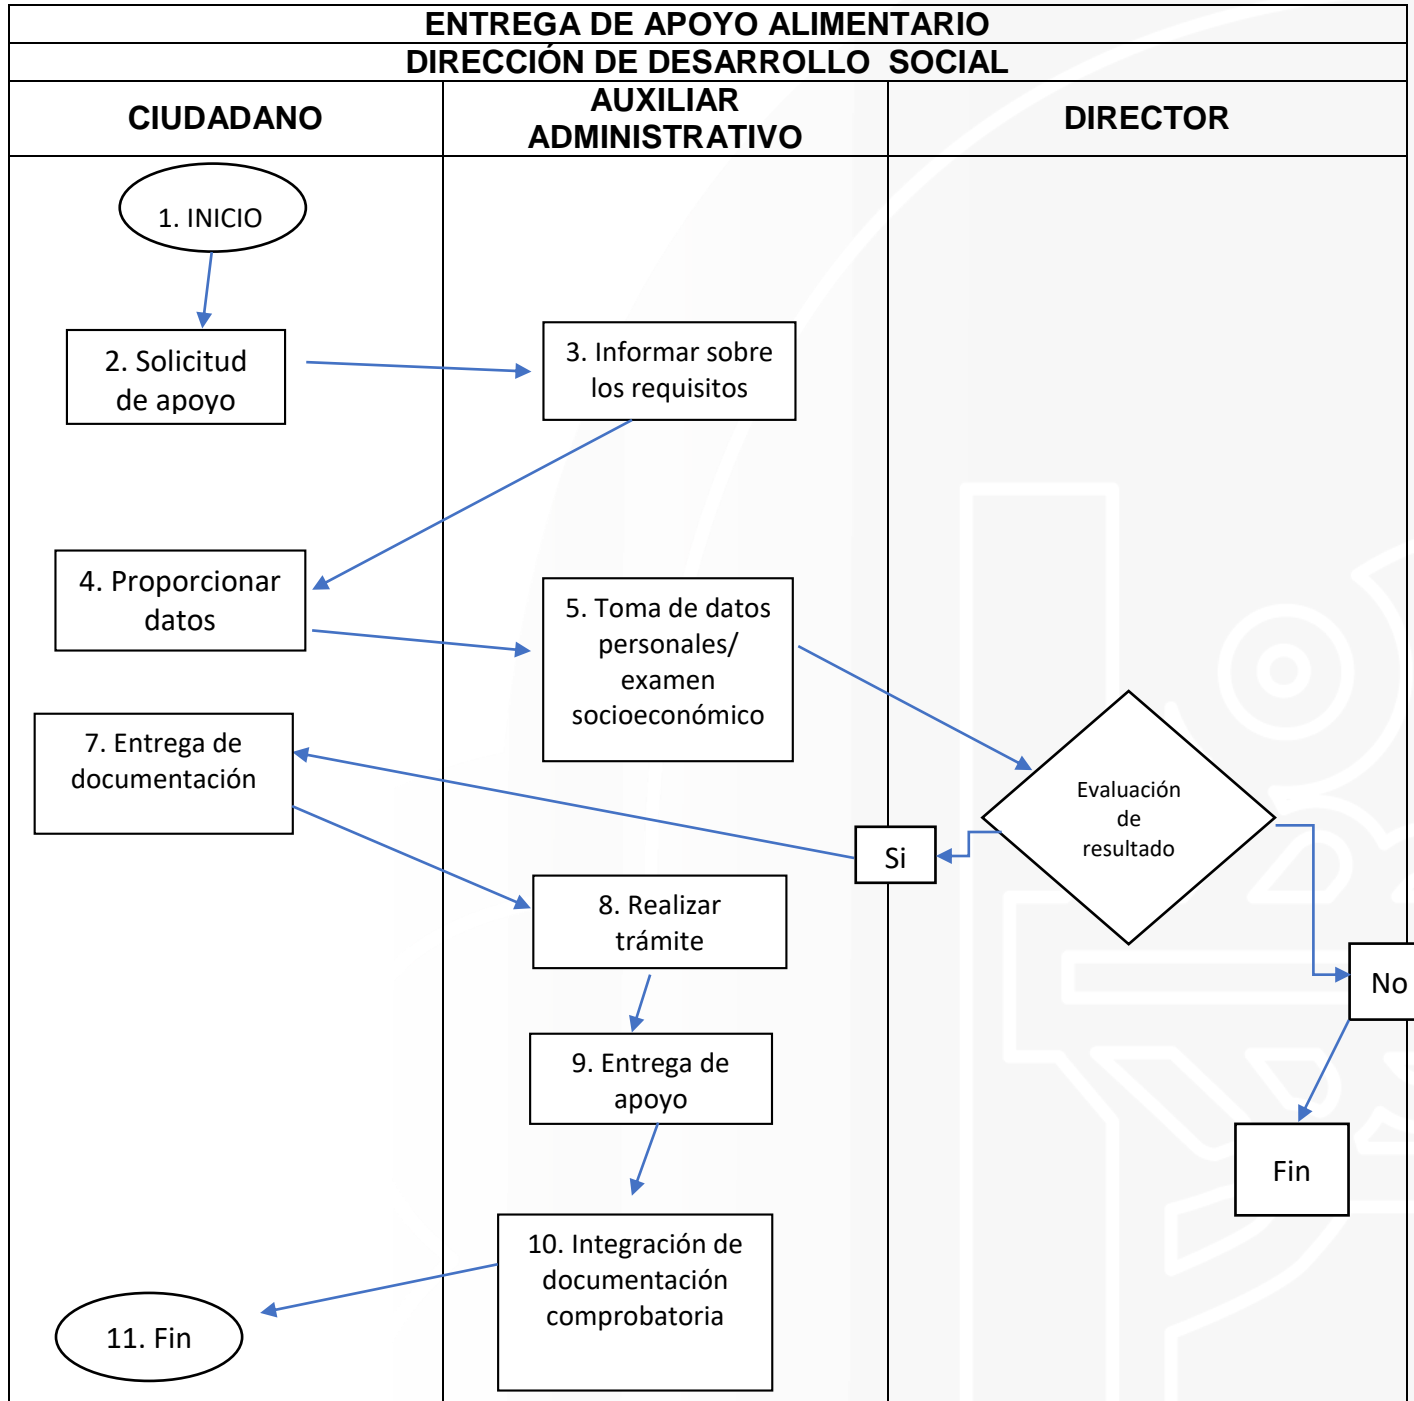 ENTREGA DE APOYO ALIMENTARIO
DIRECCIÓN DE DESARROLLO SOCIAL
CIUDADANO
AUXILIAR
ADMINISTRATIVO
DIRECTOR
1. INICIO
2. Solicitud
de apoyo
3. Informar sobre
los requisitos
4. Proporcionar
datos
5. Toma de datos
personales/
examen
socioeconómico
Evaluación
de
resultado
Si
No
Fin
7. Entrega de
documentación
8. Realizar
trámite
9. Entrega de
apoyo
10. Integración de
documentación
comprobatoria
11. Fin